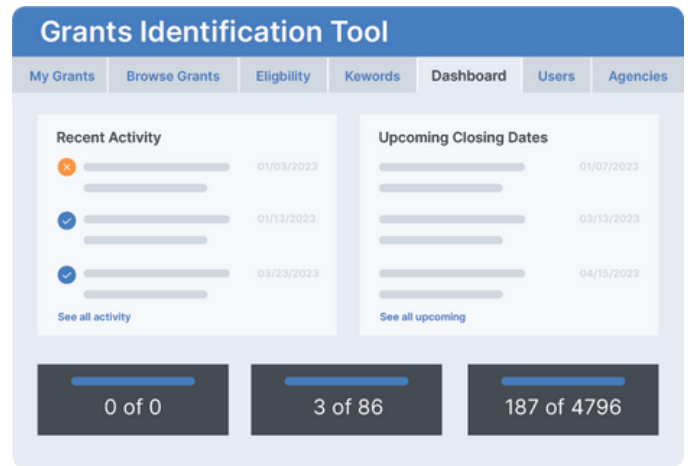 Grants Identification Tool
My Grants Browse Grants Eligbility Kewords Dashboard Users Agencies
Recent Activity
01/03/2023
01/13/2023
03/23/2023
See all activity
Upcoming Closing Dates
01/07/2023
03/13/2023
04/15/2023
See all upcoming
0 of 0
3 of 86
187 of 4796